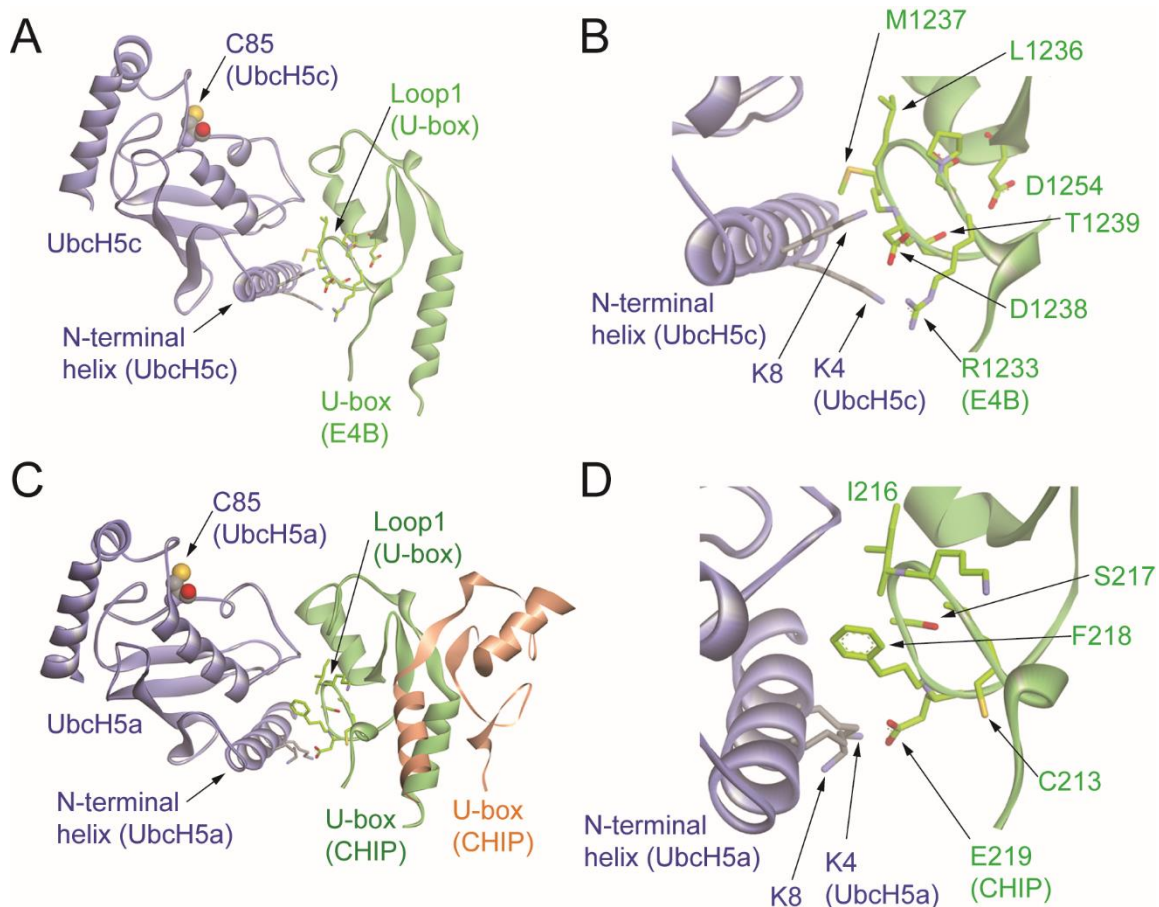 A
C85
(UbcH5c)
Loop1
(U-box)
UbcH5c
N-terminal
helix (UbcH5c)
U-box
(E4B)
B
M1237
L1236
D1254
T1239
D1238
N-terminal
helix (UbcH5c)
K8
K4
(UbcH5c)
R1233
(E4B)
C
C85
(UbcH5a)
Loop1
(U-box)
UbcH5a
N-terminal
helix (UbcH5a)
U-box
(CHIP)
U-box
(CHIP)
D
I216
S217
F218
C213
N-terminal
helix (UbcH5a)
K8
K4
(UbcH5a)
E219
(CHIP)